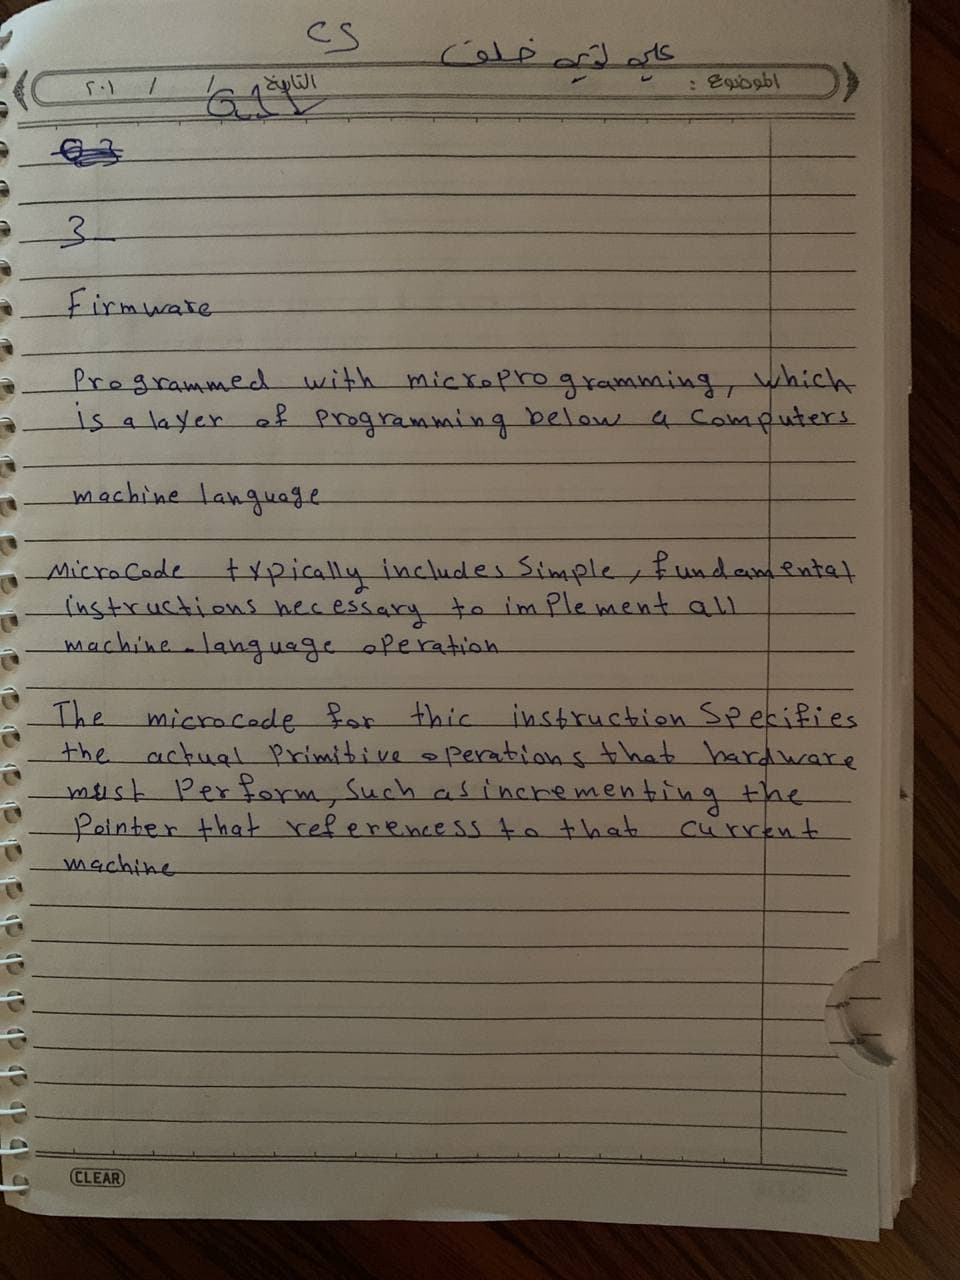 CS
خلف
الموضوع :
التاريخ / / ٢٠١
3-
Firmware
Programmed with microprogramming, which
is a layer of programming below a computers
machine language
Microcode typically includes simple, fundamental
instructions necessary to implement all
machine-language operation
The microcode for thic instruction specifies
the actual primitive operations that hardware
must perform, such as incrementing the
pointer that referencess to that current
machine
CLEAR